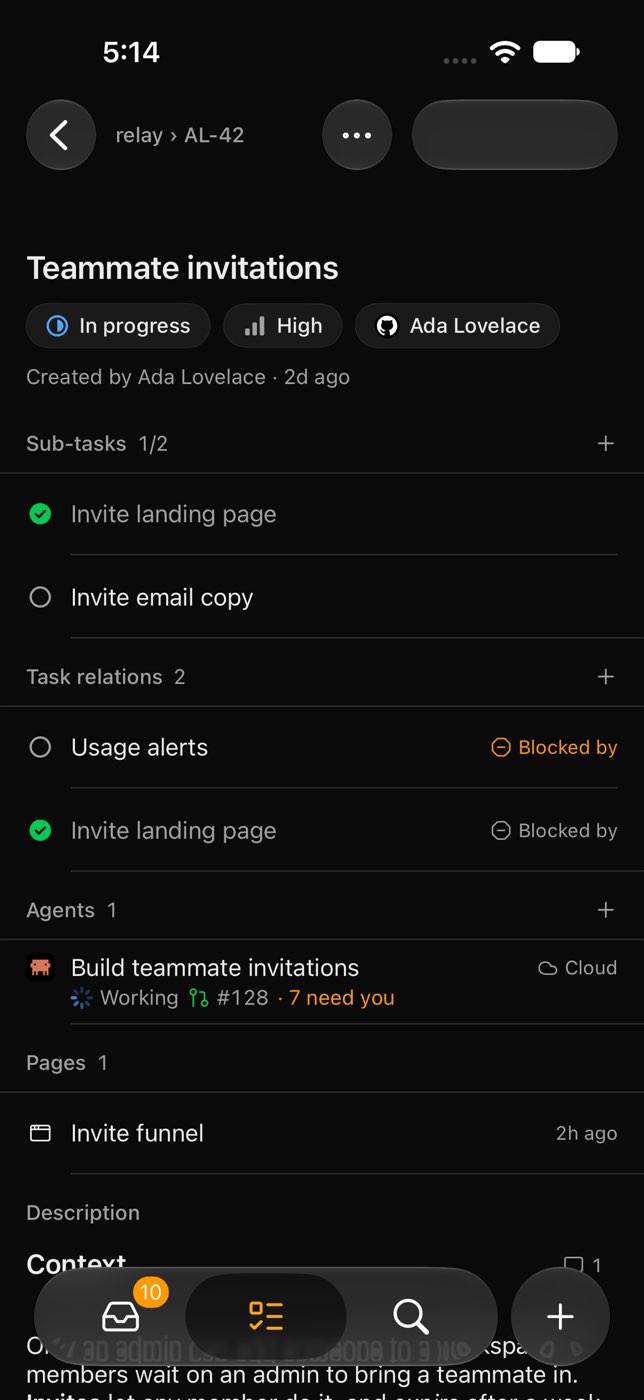 5:14
relay › AL-42
Teammate invitations
In progress
High
Ada Lovelace
Created by Ada Lovelace · 2d ago
Sub-tasks 1/2
Invite landing page
Invite email copy
Task relations 2
Usage alerts
Blocked by
Invite landing page
Blocked by
Agents 1
Build teammate invitations
Cloud
Working #128 · 7 need you
Pages 1
Invite funnel
2h ago
Description
Context
1
10
members wait on an admin to bring a teammate in.